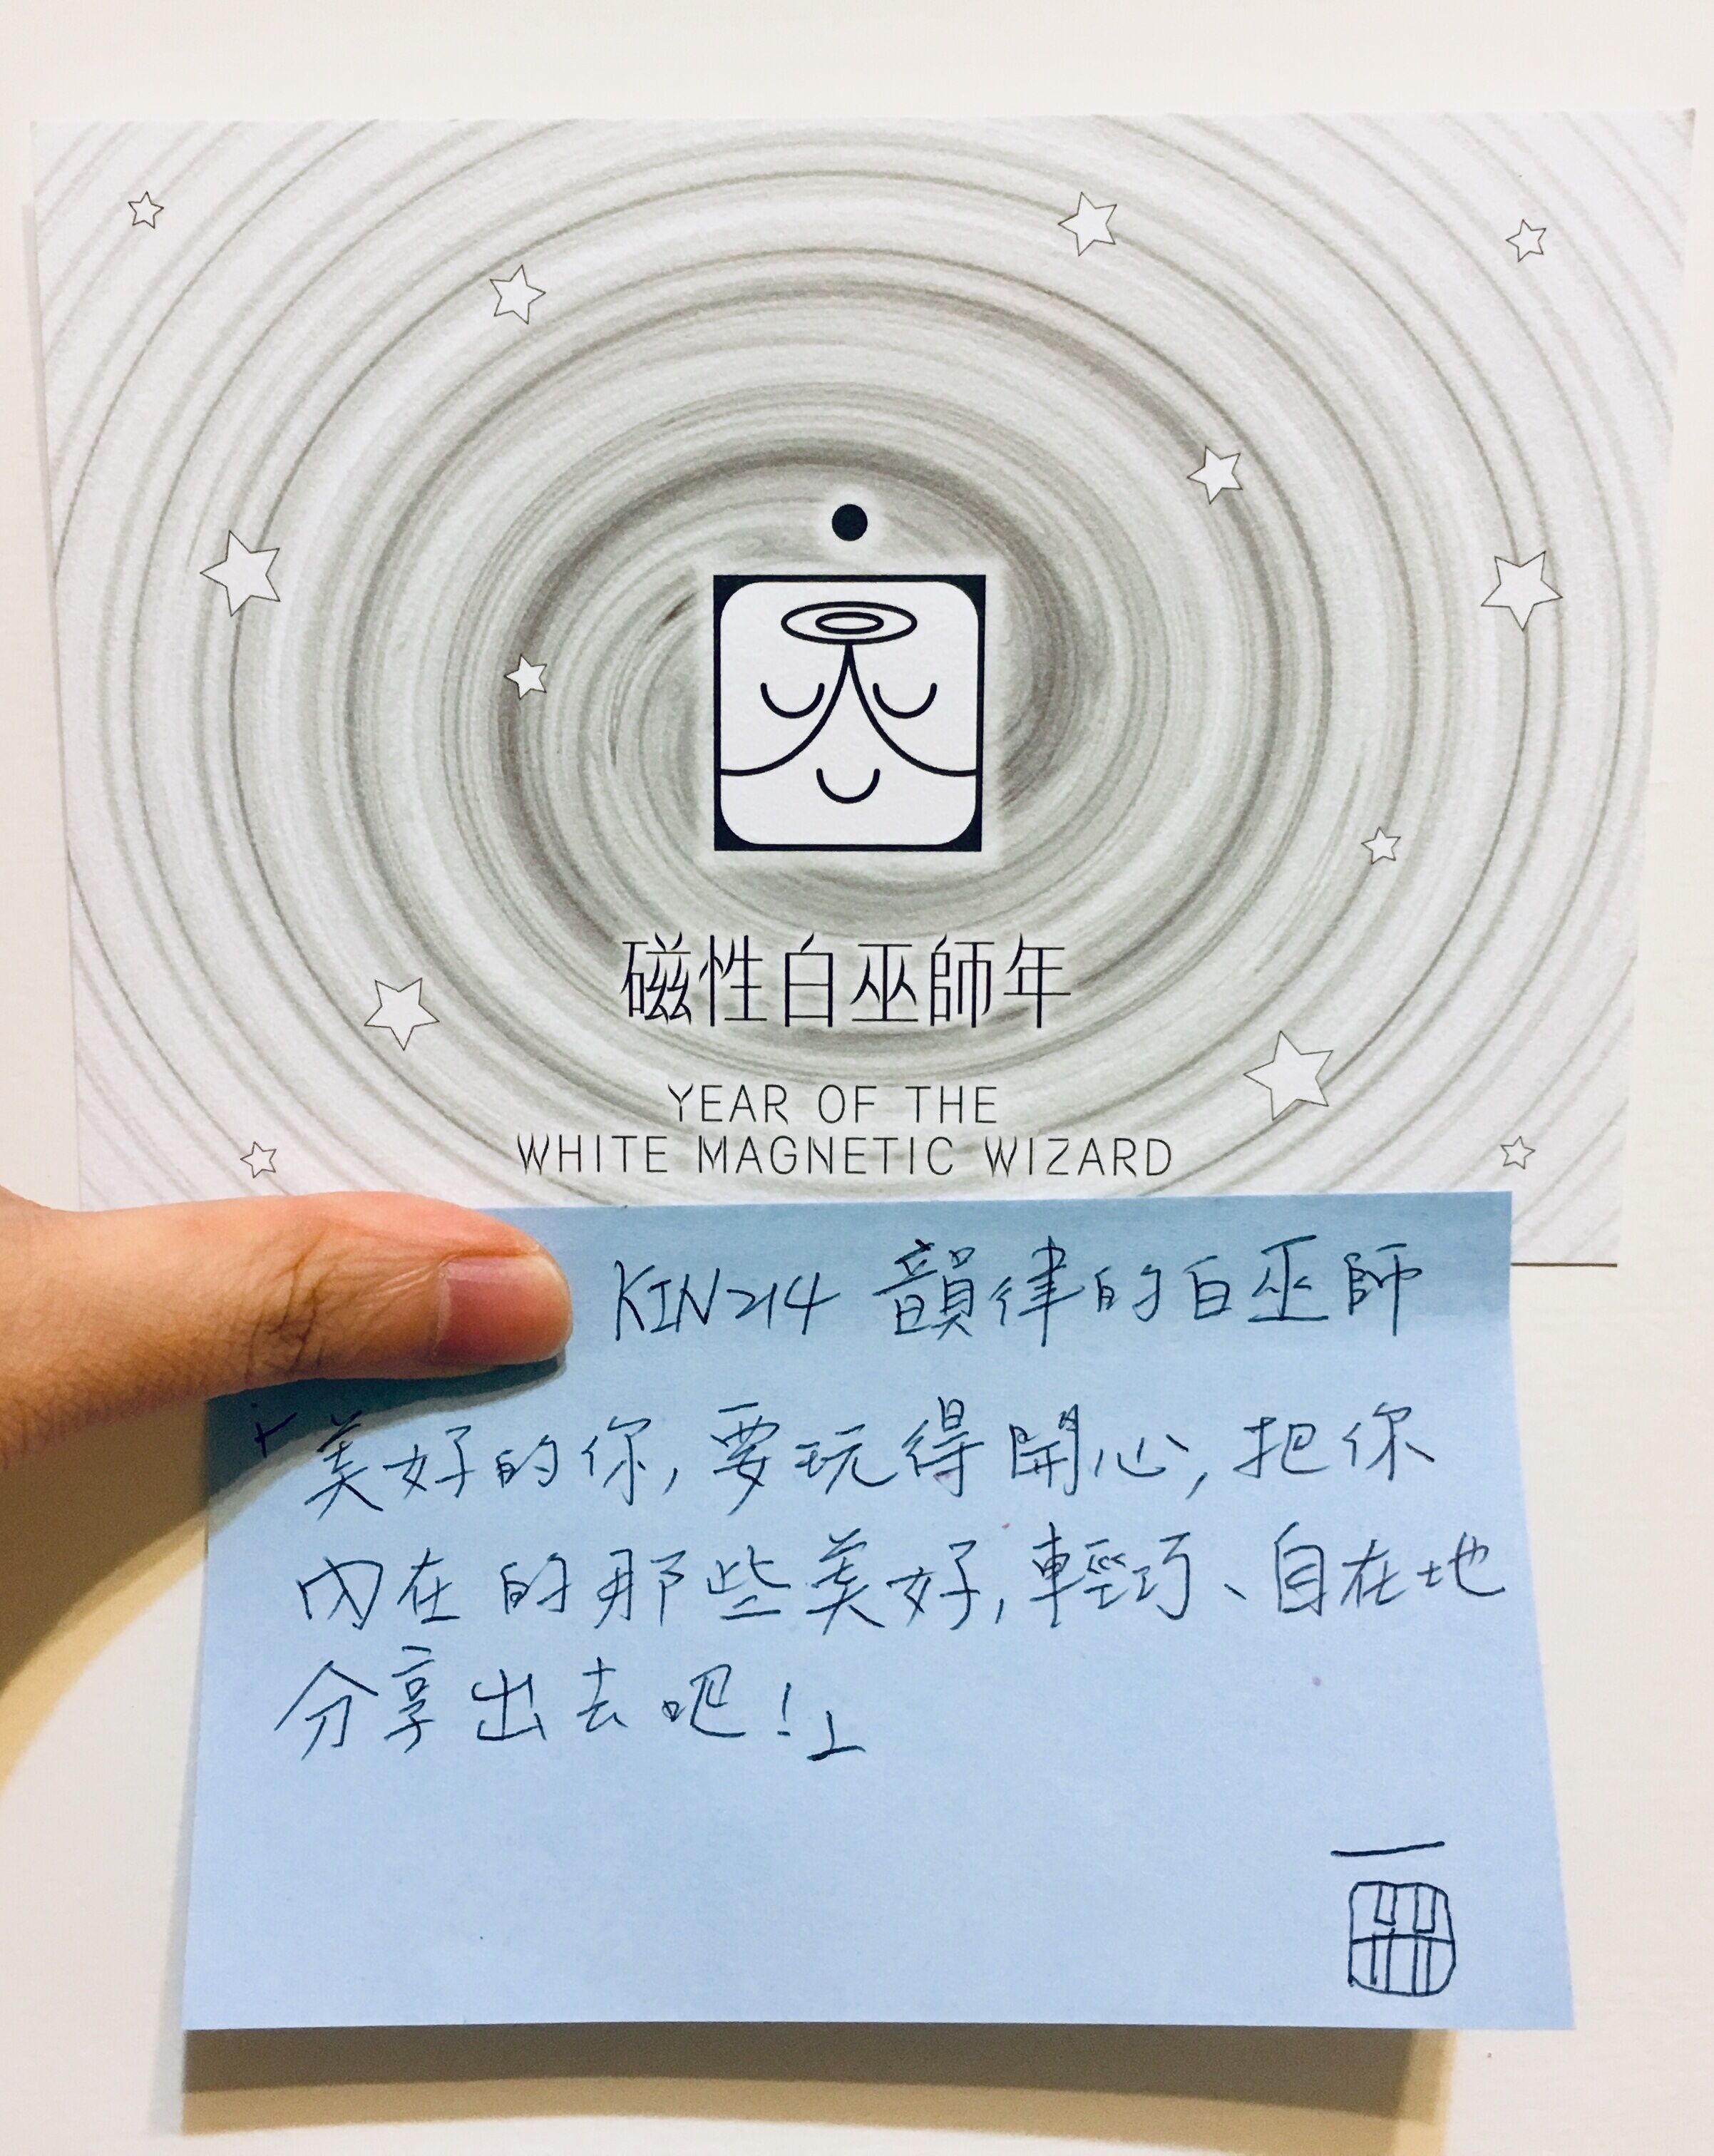 磁性白巫師年
YEAR OF THE
WHITE MAGNETIC WIZARD
KIN214 韻律的白巫師
「美好的你,要玩得開心,把你
內在的那些美好,輕巧、自在地
分享出去吧!」